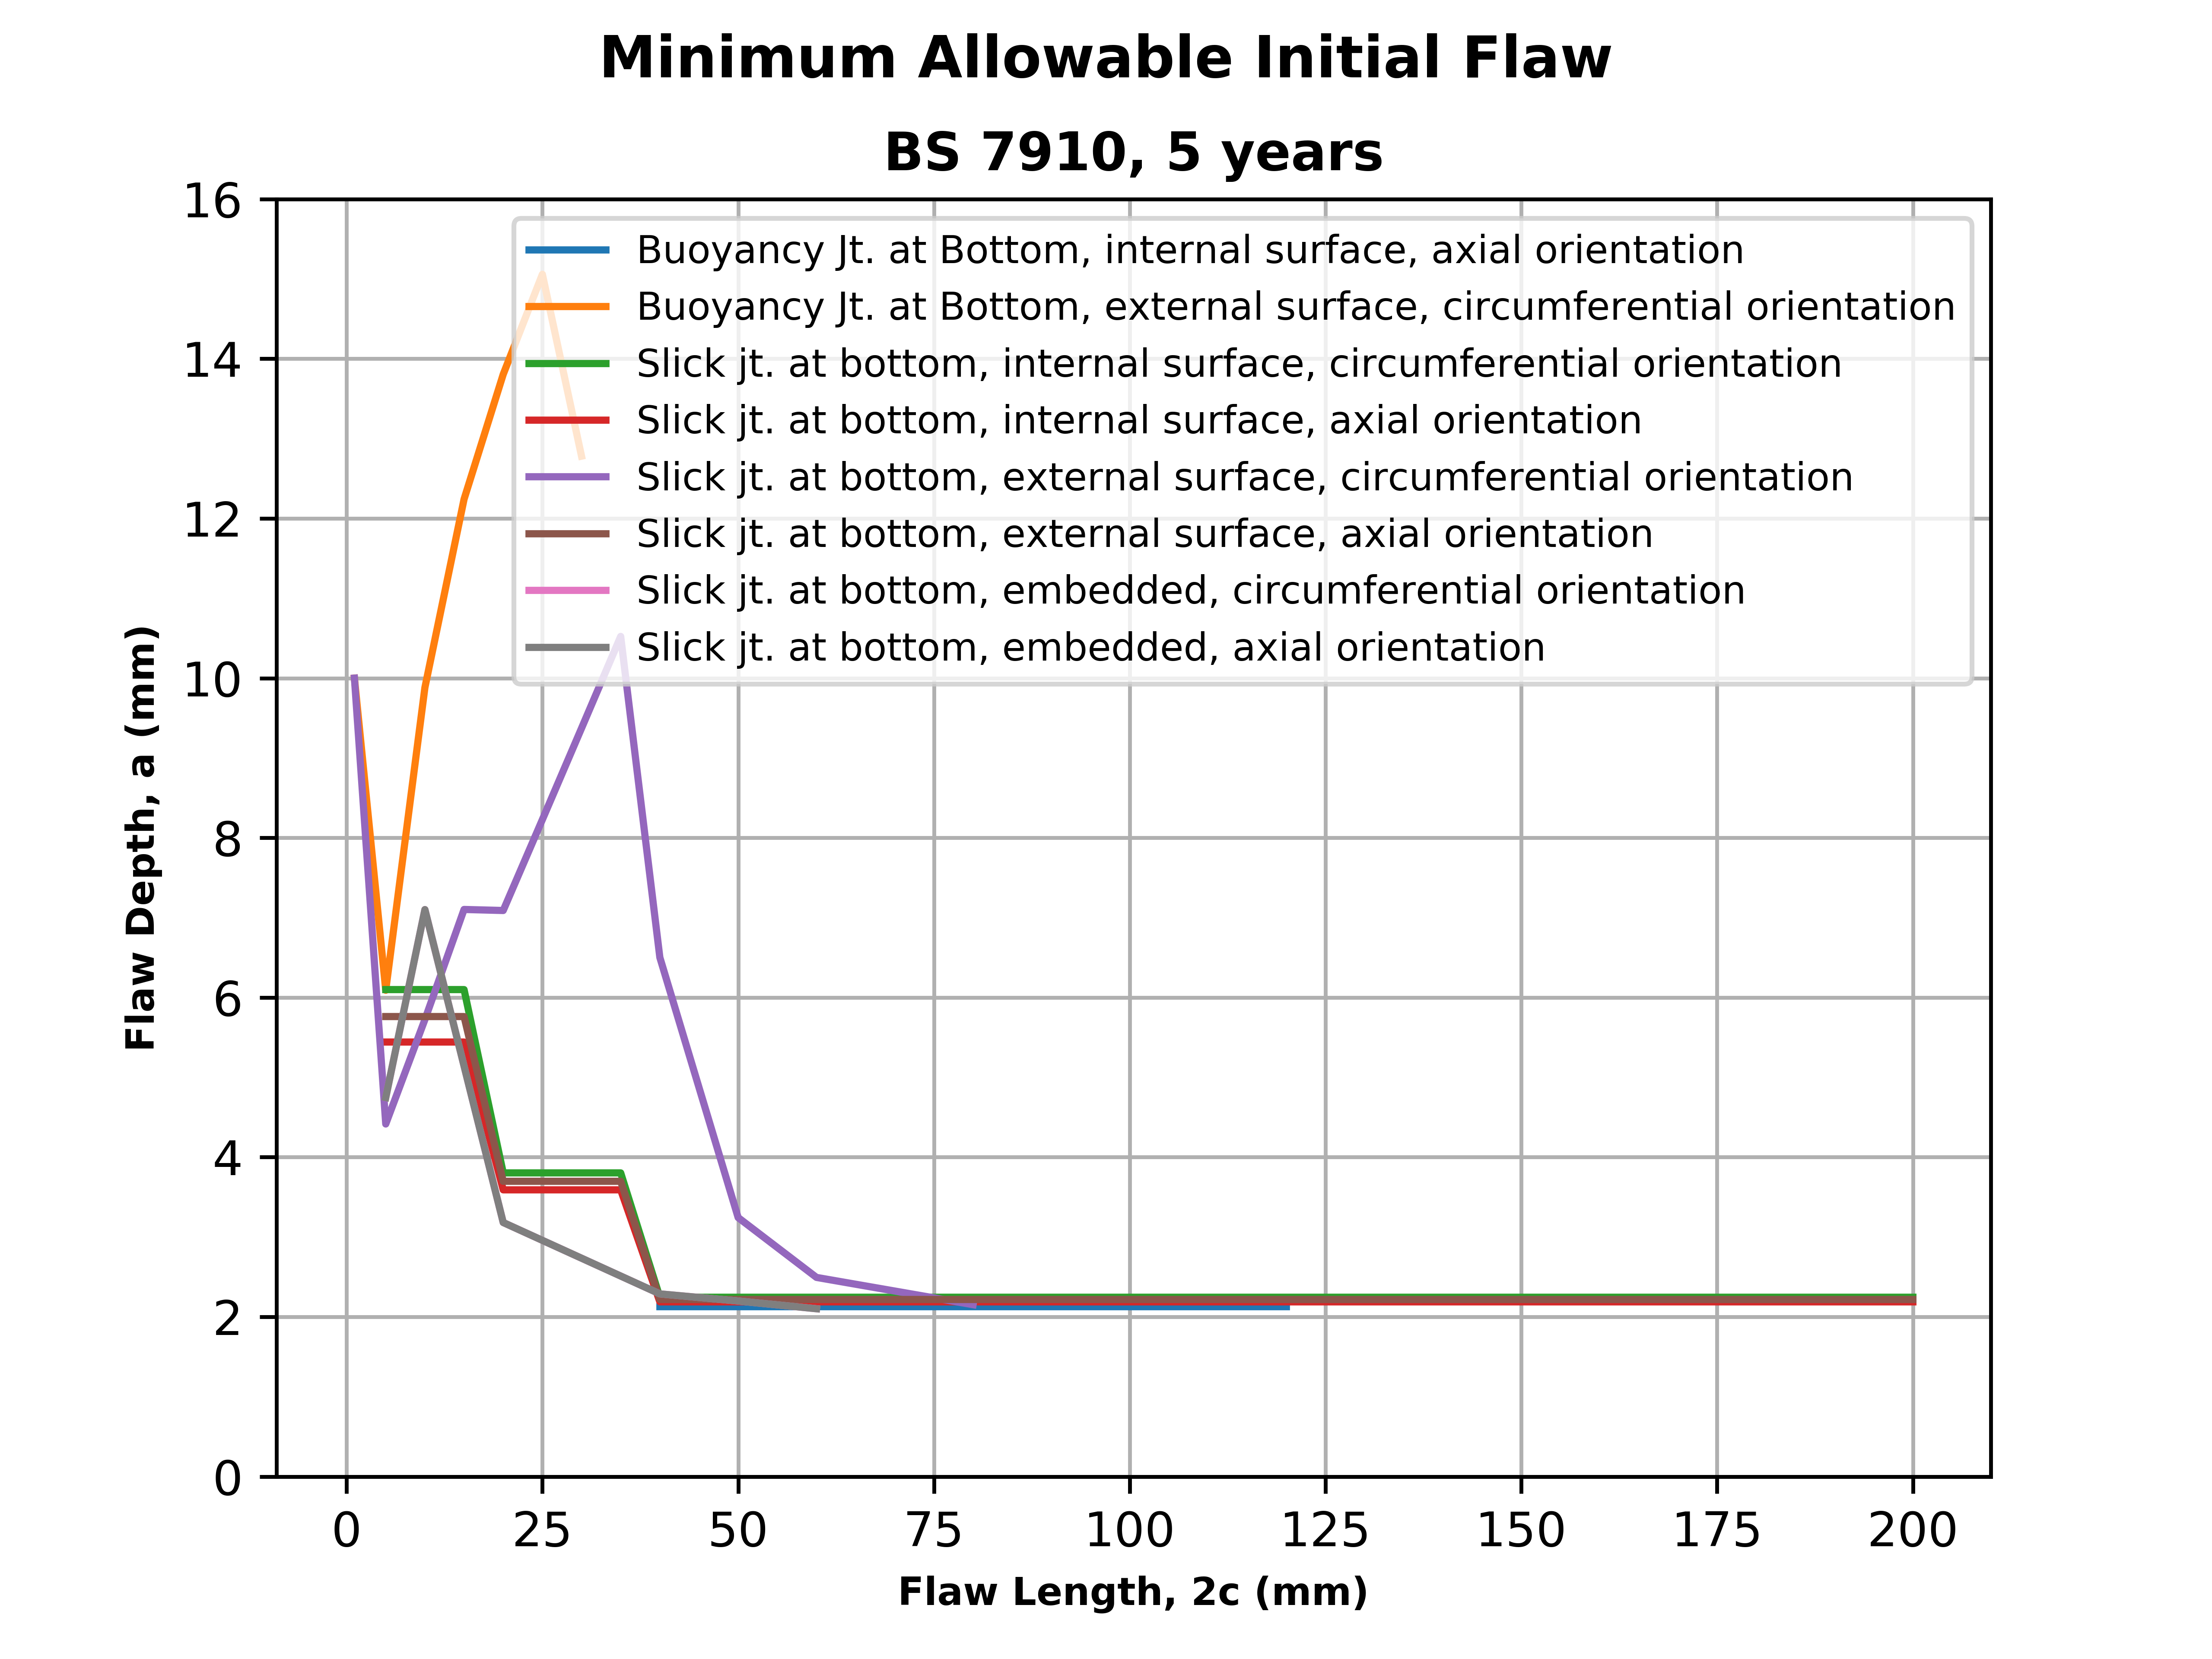 Minimum Allowable Initial Flaw
BS 7910, 5 years
16
14
12
10
8
6
4
2
0
Flaw Depth, a (mm)
Buoyancy Jt. at Bottom, internal surface, axial orientation
Buoyancy Jt. at Bottom, external surface, circumferential orientation
Slick jt. at bottom, internal surface, circumferential orientation
Slick jt. at bottom, internal surface, axial orientation
Slick jt. at bottom, external surface, circumferential orientation
Slick jt. at bottom, external surface, axial orientation
Slick jt. at bottom, embedded, circumferential orientation
Slick jt. at bottom, embedded, axial orientation
0 25 50 75 100 125 150 175 200
Flaw Length, 2c (mm)